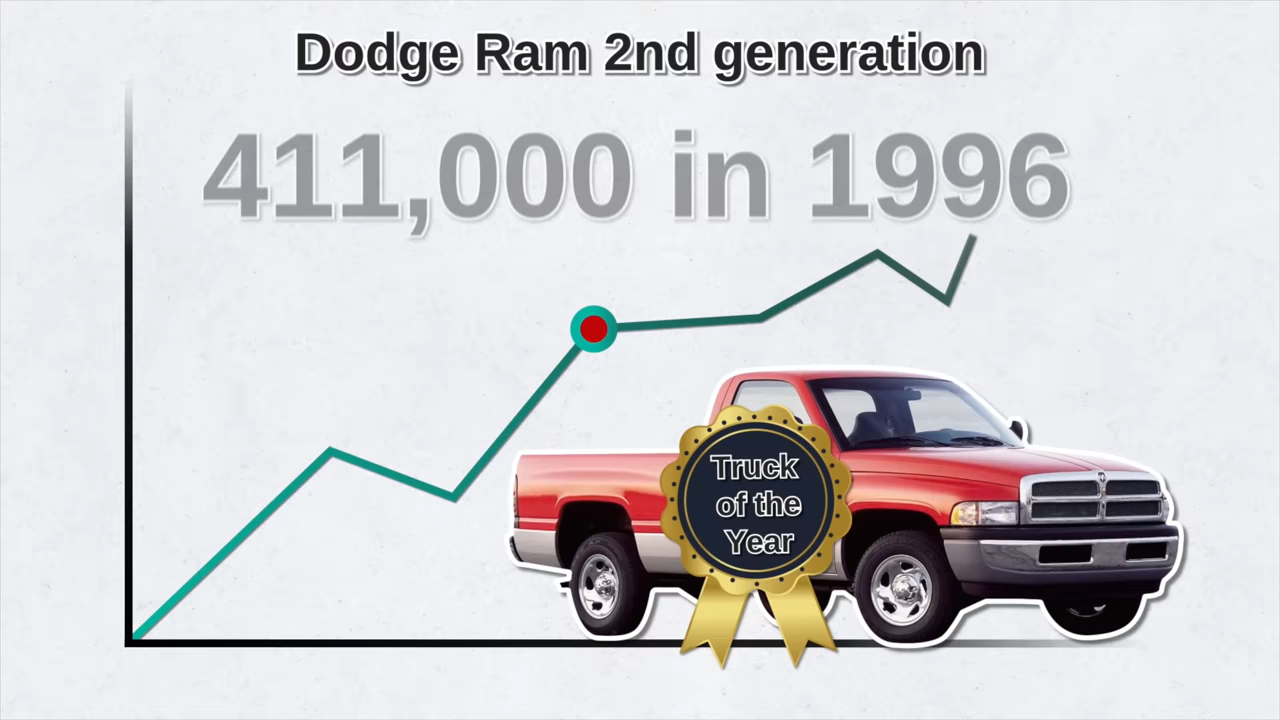 Dodge Ram 2nd generation
411,000 in 1996
Truck
of the
Year